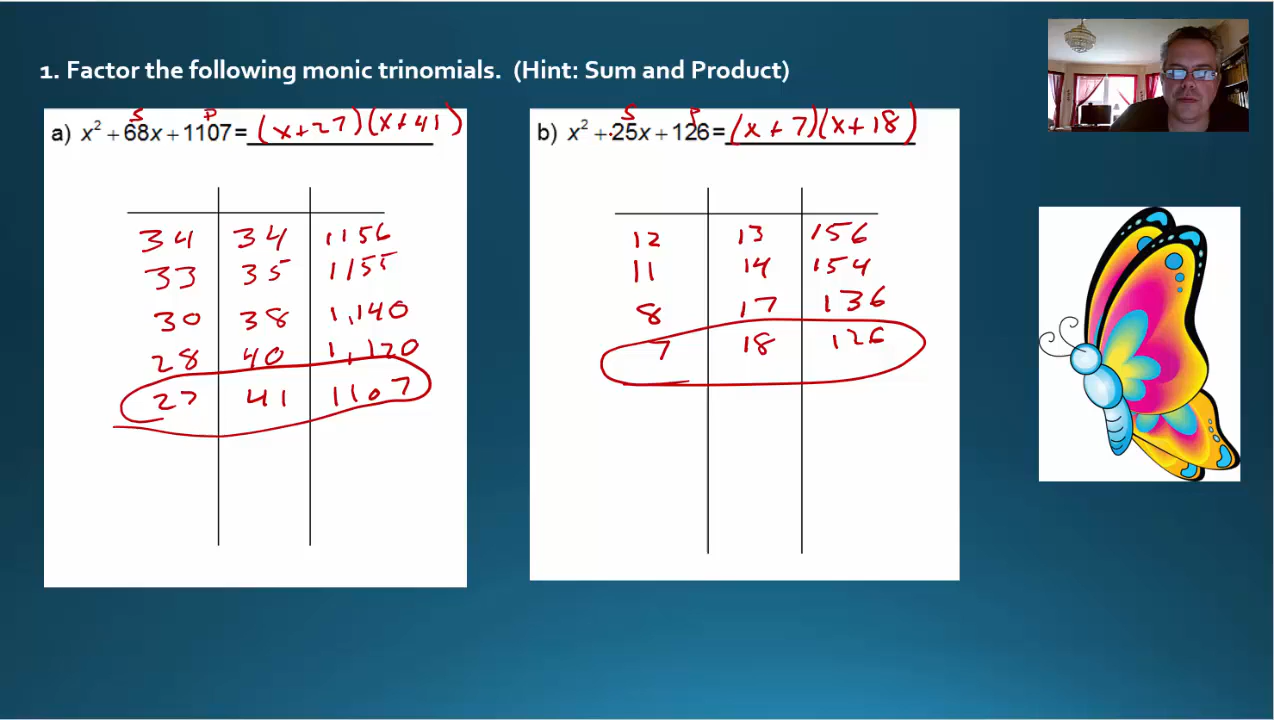 1. Factor the following monic trinomials. (Hint: Sum and Product)
S P
a) x² + 68x + 1107 = (x+27)(x+41)
34 34 1156
33 35 1155
30 38 1,140
28 40 1,120
27 41 1107
S P
b) x² + 25x + 126 = (x + 7)(x + 18)
12 13 156
11 14 154
8 17 136
7 18 126